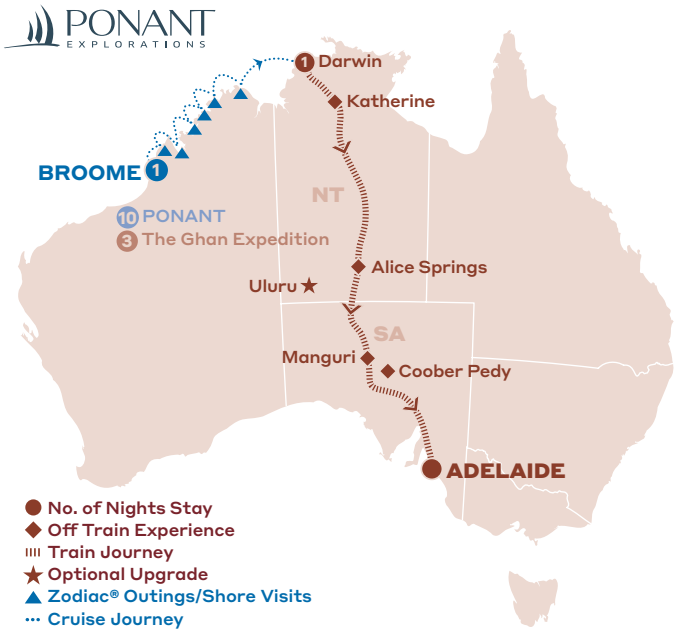 PONANT
EXPLORATIONS
1 Darwin
Katherine
BROOME 1
NT
10 PONANT
3 The Ghan Expedition
Alice Springs
Uluru
SA
Manguri
Coober Pedy
ADELAIDE
No. of Nights Stay
Off Train Experience
Train Journey
Optional Upgrade
Zodiac® Outings/Shore Visits
Cruise Journey